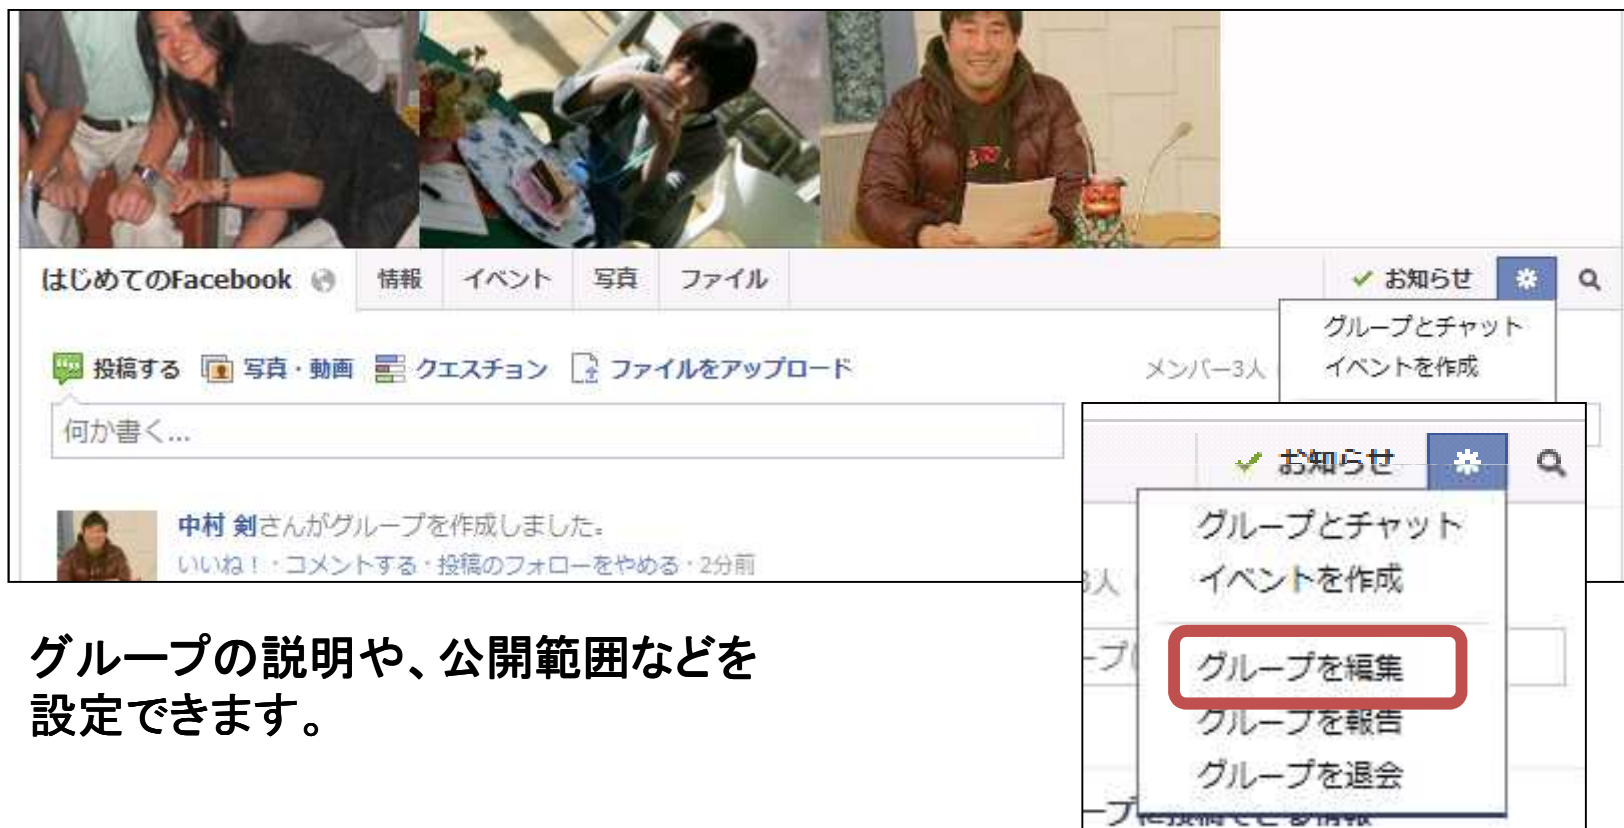 はじめてのFacebook 情報 イベント 写真 ファイル ✓ お知らせ
グループとチャット
イベントを作成
投稿する 写真・動画 クエスチョン ファイルをアップロード メンバー3人
何か書く...
中村 剣さんがグループを作成しました。
いいね！・コメントする・投稿のフォローをやめる・2分前
グループの説明や、公開範囲などを
設定できます。
✓ お知らせ
グループとチャット
3人 イベントを作成
グループを編集
グループを報告
グループを退会